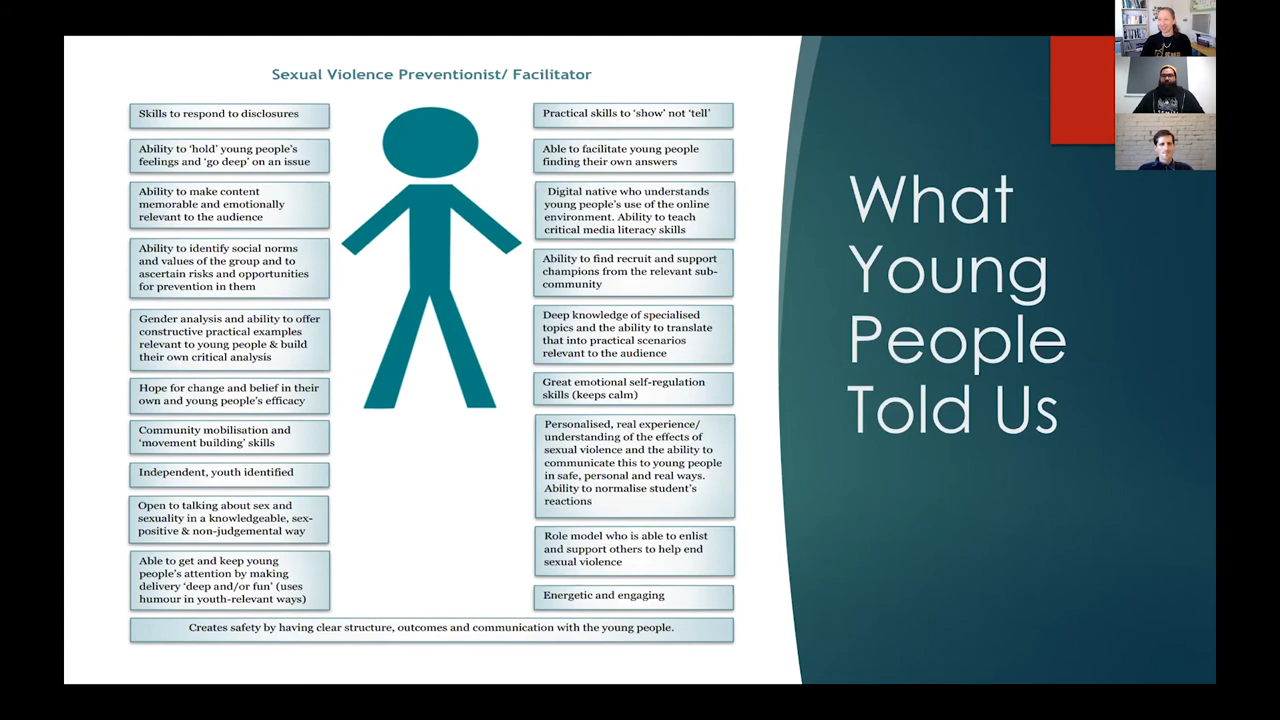 Sexual Violence Preventionist/ Facilitator
Skills to respond to disclosures
Ability to ‘hold’ young people’s
feelings and ‘go deep’ on an issue
Ability to make content
memorable and emotionally
relevant to the audience
Ability to identify social norms
and values of the group and to
ascertain risks and opportunities
for prevention in them
Gender analysis and ability to offer
constructive practical examples
relevant to young people & build
their own critical analysis
Hope for change and belief in their
own and young people’s efficacy
Community mobilisation and
‘movement building’ skills
Independent, youth identified
Open to talking about sex and
sexuality in a knowledgeable, sex-
positive & non-judgemental way
Able to get and keep young
people’s attention by making
delivery ‘deep and/or fun’ (uses
humour in youth-relevant ways)
Practical skills to ‘show’ not ‘tell’
Able to facilitate young people
finding their own answers
Digital native who understands
young people’s use of the online
environment. Ability to teach
critical media literacy skills
Ability to find recruit and support
champions from the relevant sub-
community
Deep knowledge of specialised
topics and the ability to translate
that into practical scenarios
relevant to the audience
Great emotional self-regulation
skills (keeps calm)
Personalised, real experience/
understanding of the effects of
sexual violence and the ability to
communicate this to young people
in safe, personal and real ways.
Ability to normalise student’s
reactions
Role model who is able to enlist
and support others to help end
sexual violence
Energetic and engaging
Creates safety by having clear structure, outcomes and communication with the young people.
What
Young
People
Told Us